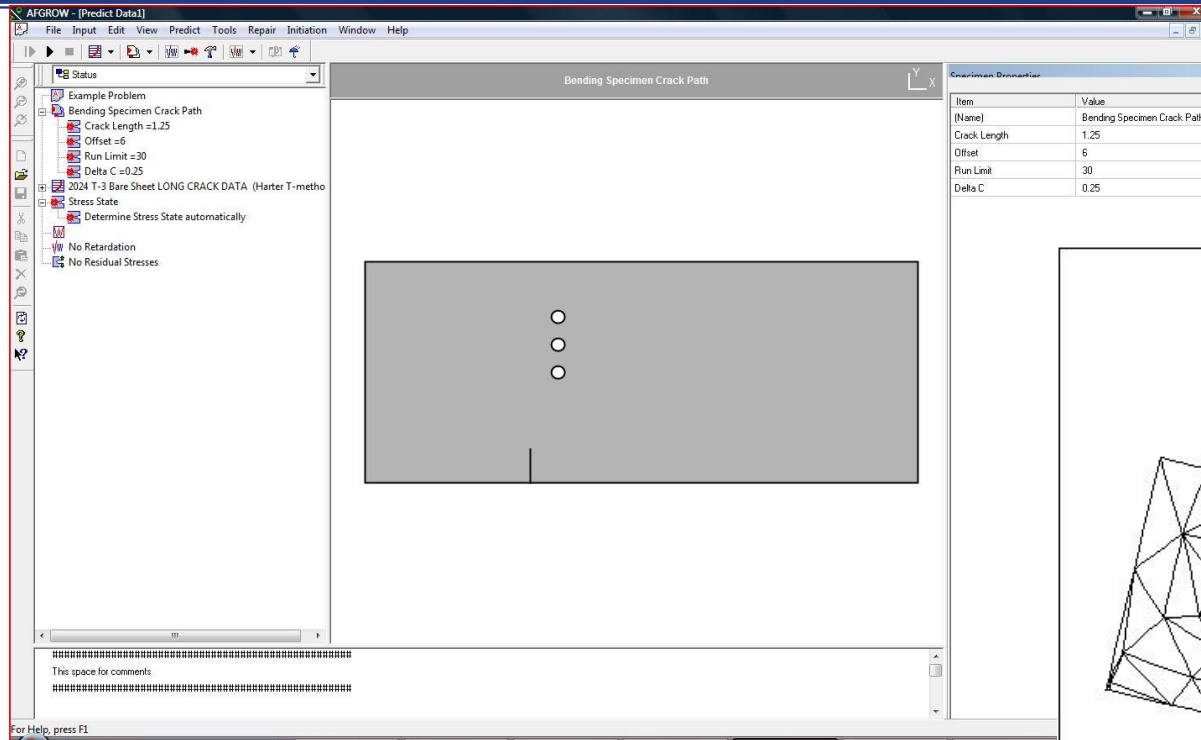 AFGROW - [Predict Data1]
File Input Edit View Predict Tools Repair Initiation Window Help
Status
Example Problem
Bending Specimen Crack Path
Crack Length =1.25
Offset =6
Run Limit =30
Delta C =0.25
2024 T-3 Bare Sheet LONG CRACK DATA (Harter T-metho
Stress State
Determine Stress State automatically
No Retardation
No Residual Stresses
Bending Specimen Crack Path
Y
X
Specimen Properties
Item Value
(Name) Bending Specimen Crack Path
Crack Length 1.25
Offset 6
Run Limit 30
Delta C 0.25
##########################################################
This space for comments
##########################################################
For Help, press F1